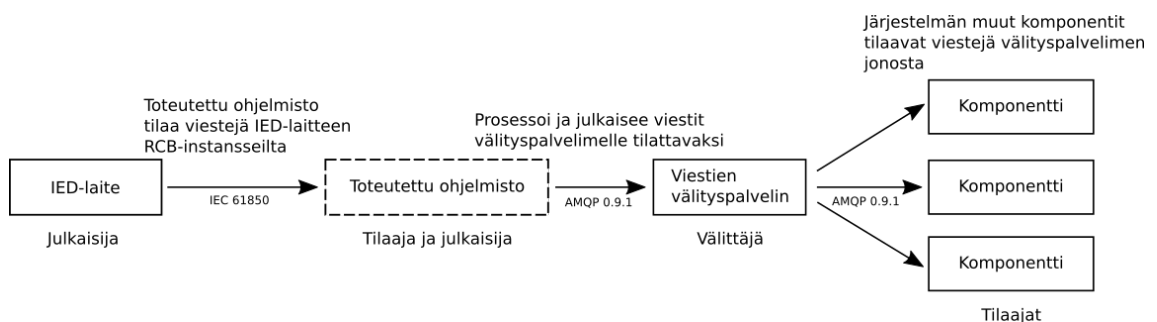 Järjestelmän muut komponentit
tilaavat viestejä välityspalvelimen
jonosta
Toteutettu ohjelmisto
tilaa viestejä IED-laitteen
RCB-instansseilta
Prosessoi ja julkaisee viestit
välityspalvelimelle tilattavaksi
IED-laite
IEC 61850
Toteutettu ohjelmisto
AMQP 0.9.1
Viestien
välityspalvelin
AMQP 0.9.1
Komponentti
Komponentti
Komponentti
Julkaisija
Tilaaja ja julkaisija
Välittäjä
Tilaajat